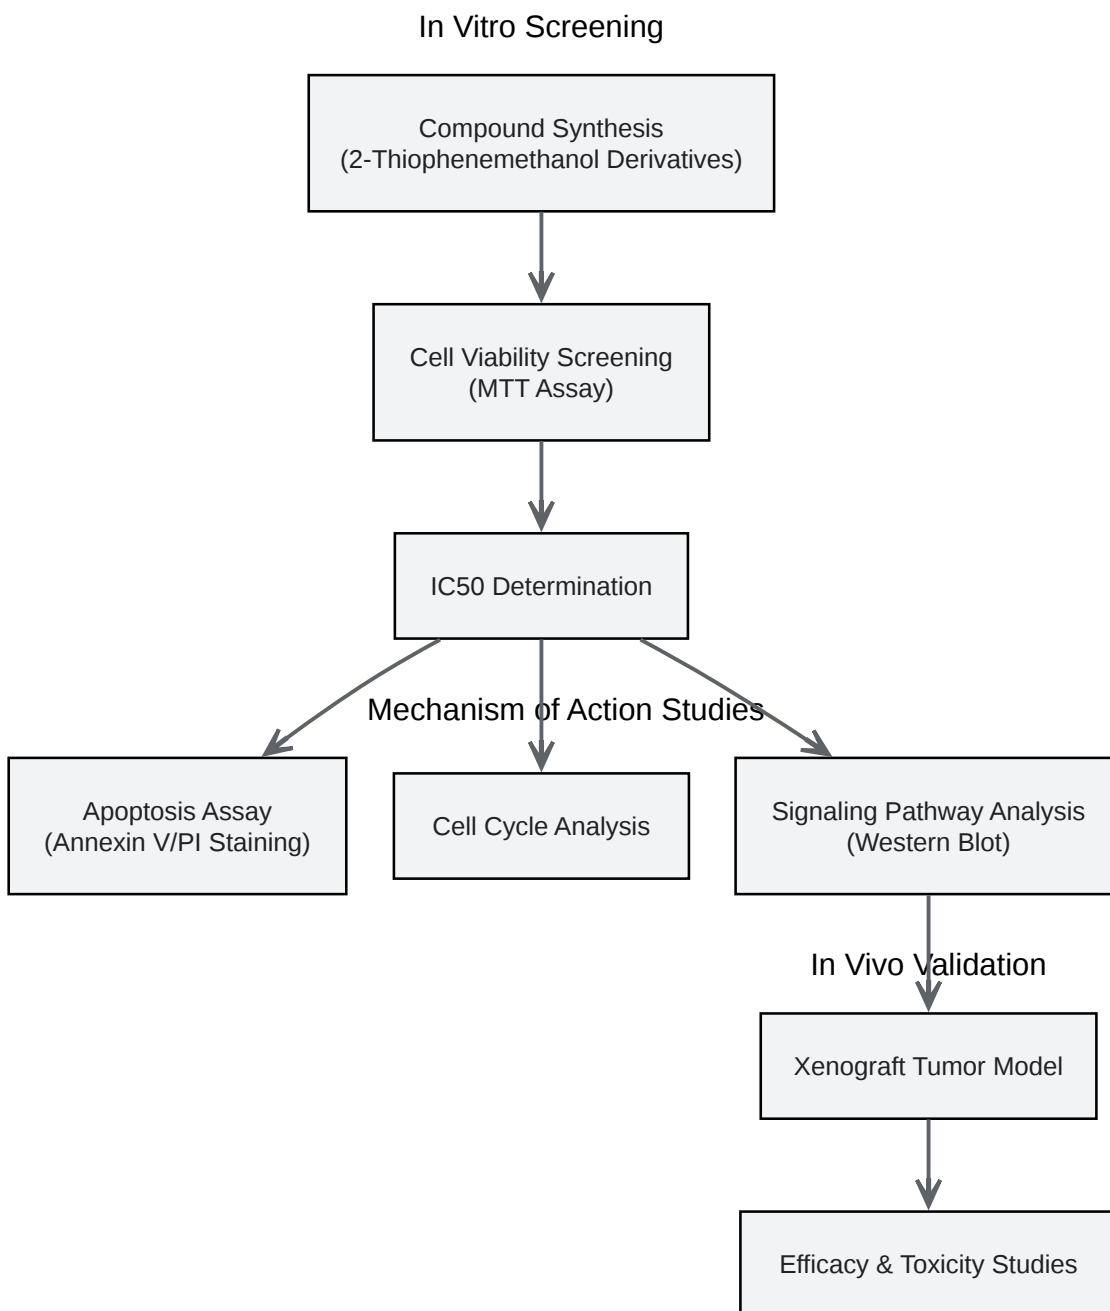 In Vitro Screening
Compound Synthesis
(2-Thiophenemethanol Derivatives)
Cell Viability Screening
(MTT Assay)
IC50 Determination
Mechanism of Action Studies
Apoptosis Assay
(Annexin V/PI Staining)
Cell Cycle Analysis
Signaling Pathway Analysis
(Western Blot)
In Vivo Validation
Xenograft Tumor Model
Efficacy & Toxicity Studies